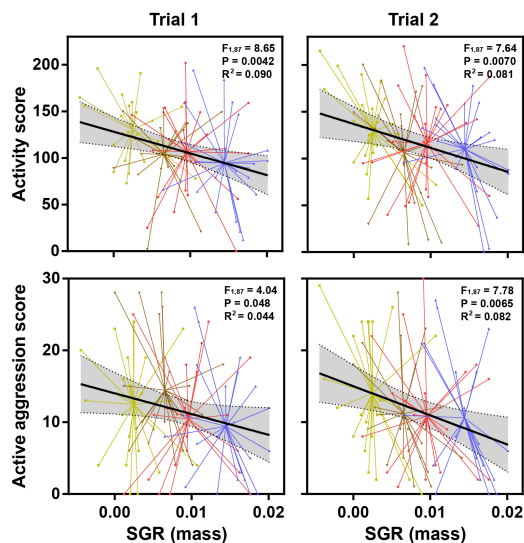 Trial 1
Trial 2
Activity score
200
150
100
50
0
F1,87 = 8.65
P = 0.0042
R² = 0.090
F1,87 = 7.64
P = 0.0070
R² = 0.081
Active aggression score
30
20
10
0
F1,87 = 4.04
P = 0.048
R² = 0.044
F1,87 = 7.78
P = 0.0065
R² = 0.082
0.00 0.01 0.02
0.00 0.01 0.02
SGR (mass)
SGR (mass)